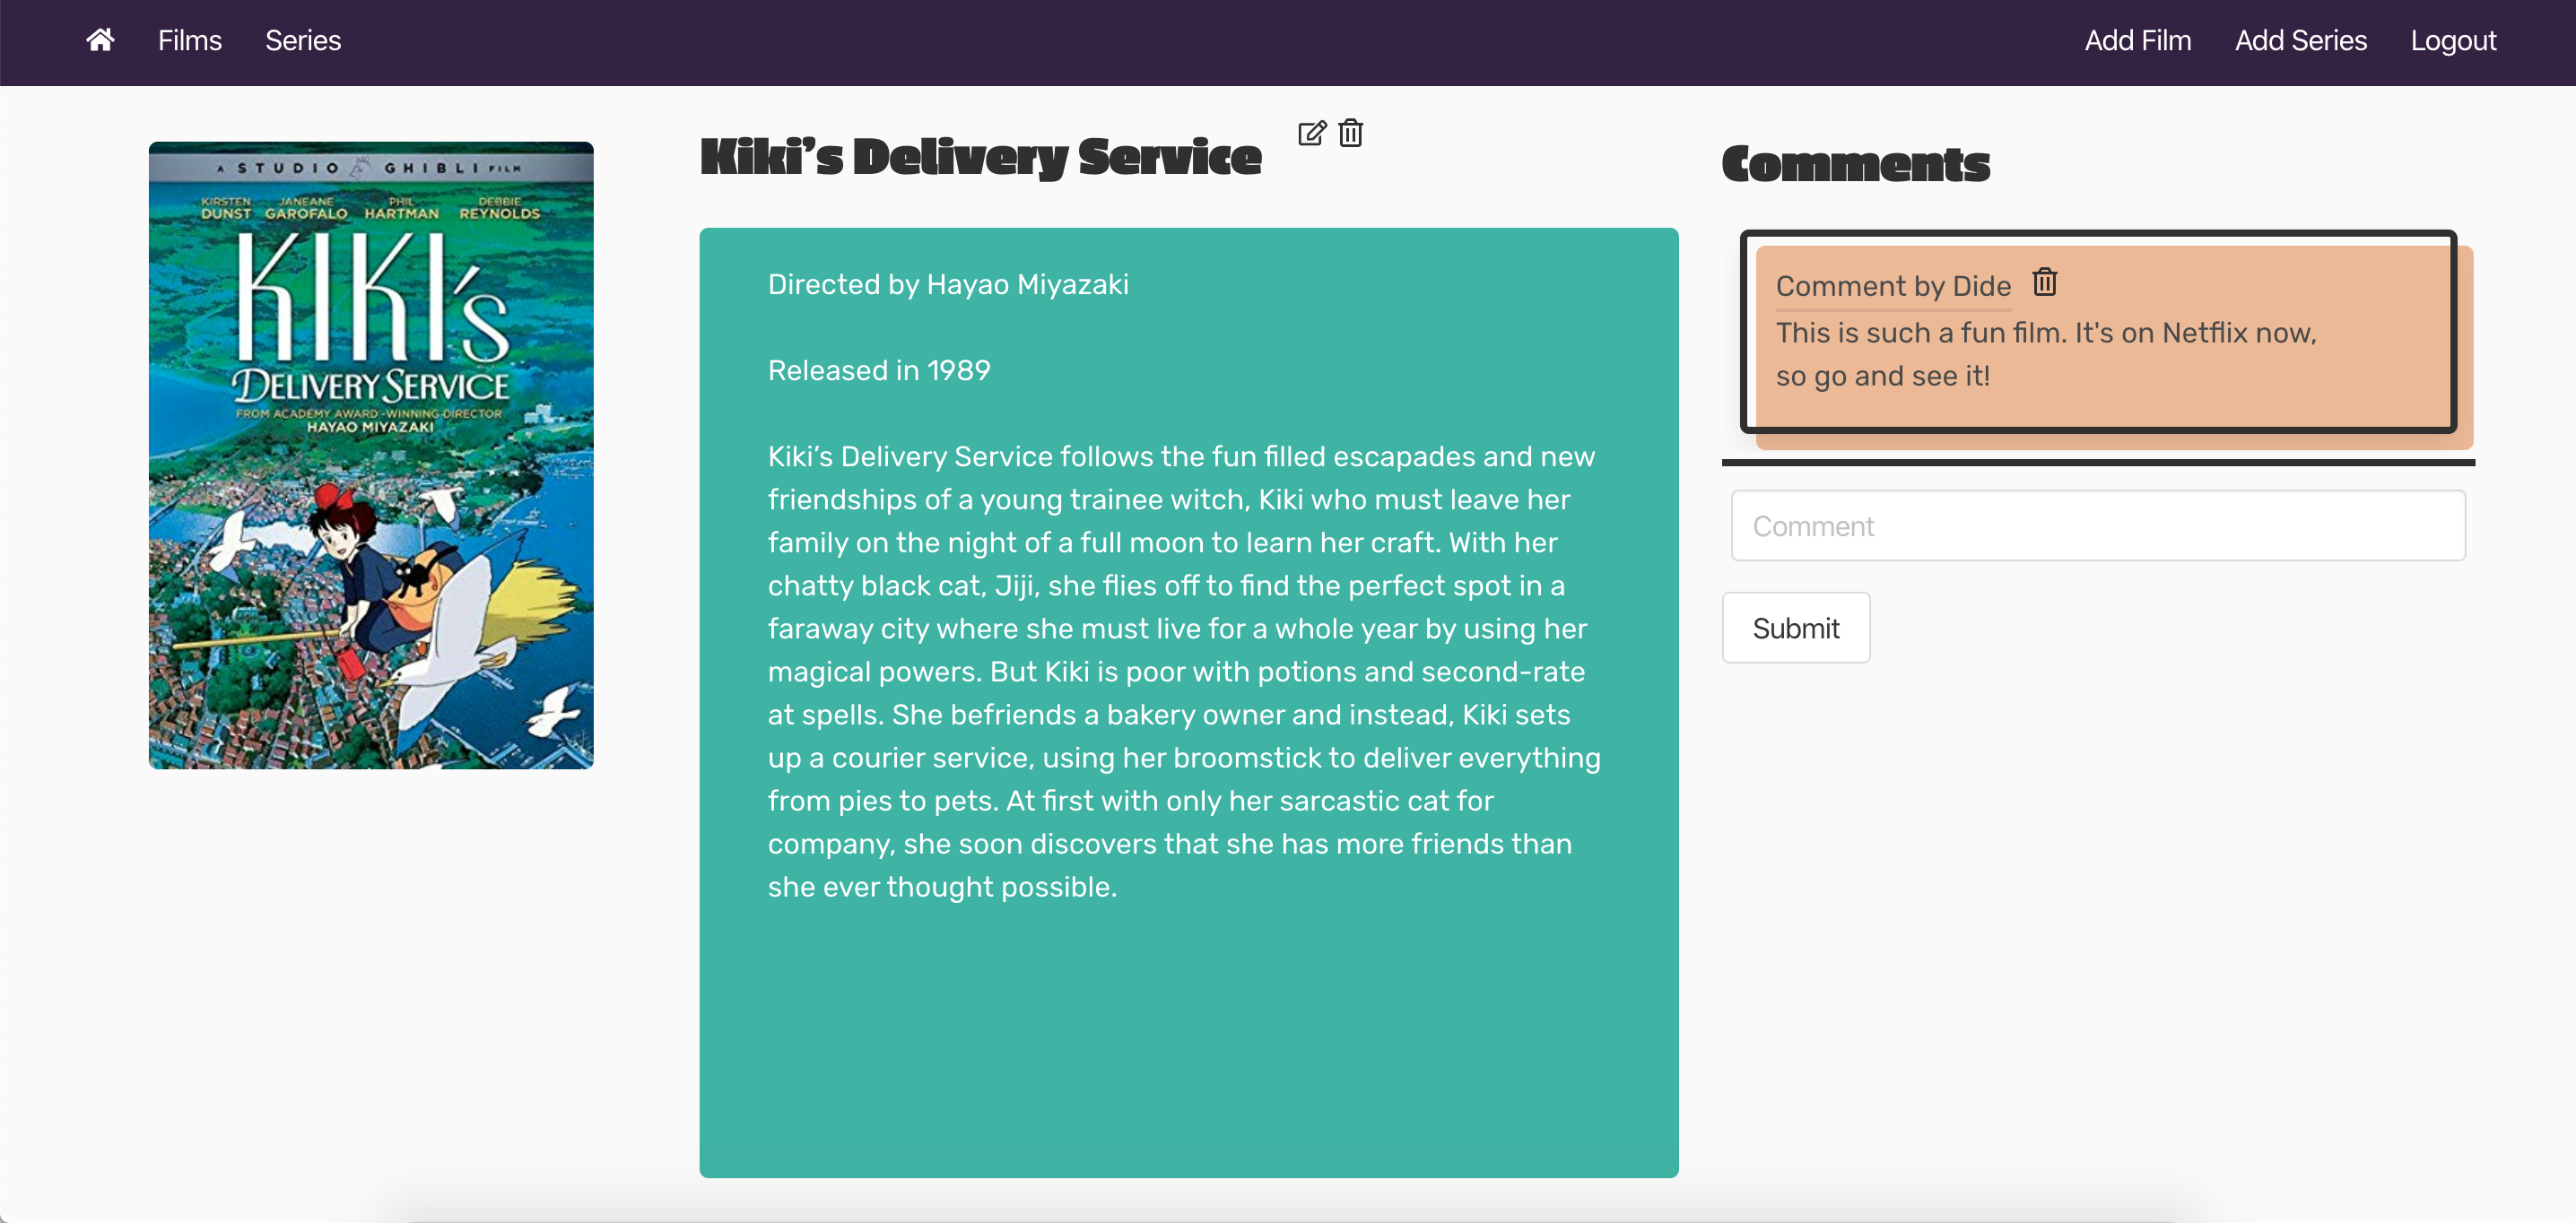 Films Series Add Film Add Series Logout
A STUDIO GHIBLI FILM
KIRSTEN DUNST JANEANE GAROFALO PHIL HARTMAN DEBBIE REYNOLDS
KIKI's
DELIVERY SERVICE
FROM ACADEMY AWARD-WINNING DIRECTOR
HAYAO MIYAZAKI
Kiki’s Delivery Service
Directed by Hayao Miyazaki
Released in 1989
Kiki’s Delivery Service follows the fun filled escapades and new
friendships of a young trainee witch, Kiki who must leave her
family on the night of a full moon to learn her craft. With her
chatty black cat, Jiji, she flies off to find the perfect spot in a
faraway city where she must live for a whole year by using her
magical powers. But Kiki is poor with potions and second-rate
at spells. She befriends a bakery owner and instead, Kiki sets
up a courier service, using her broomstick to deliver everything
from pies to pets. At first with only her sarcastic cat for
company, she soon discovers that she has more friends than
she ever thought possible.
Comments
Comment by Dide
This is such a fun film. It's on Netflix now,
so go and see it!
Comment
Submit